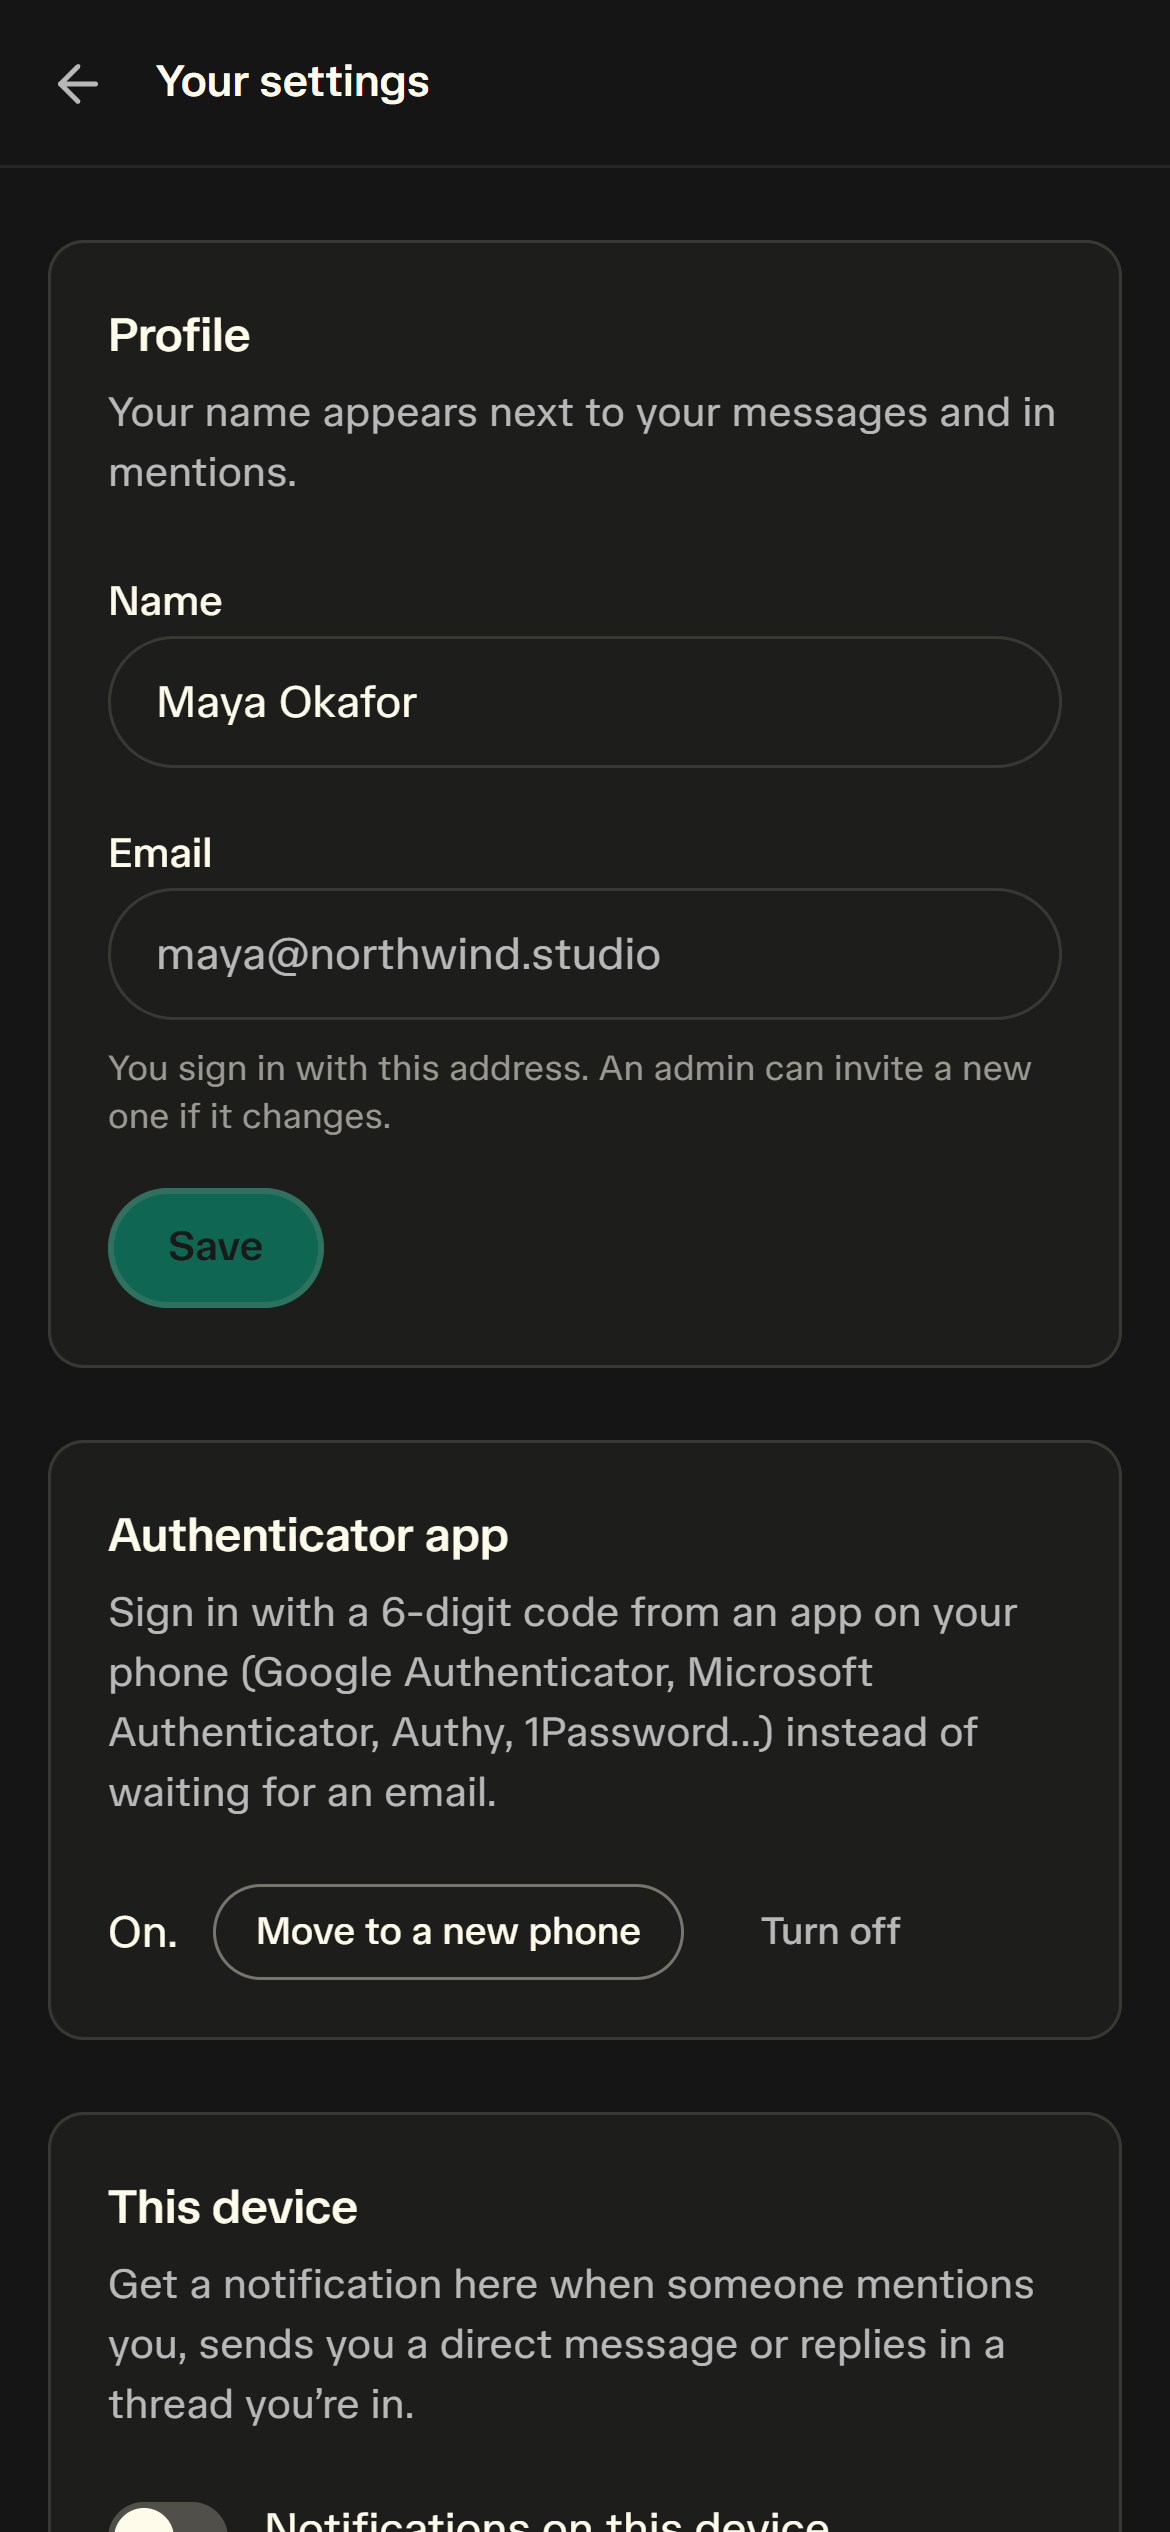 Your settings
Profile
Your name appears next to your messages and in
mentions.
Name
Maya Okafor
Email
maya@northwind.studio
You sign in with this address. An admin can invite a new
one if it changes.
Save
Authenticator app
Sign in with a 6-digit code from an app on your
phone (Google Authenticator, Microsoft
Authenticator, Authy, 1Password...) instead of
waiting for an email.
On. Move to a new phone Turn off
This device
Get a notification here when someone mentions
you, sends you a direct message or replies in a
thread you’re in.
Notifications on this device